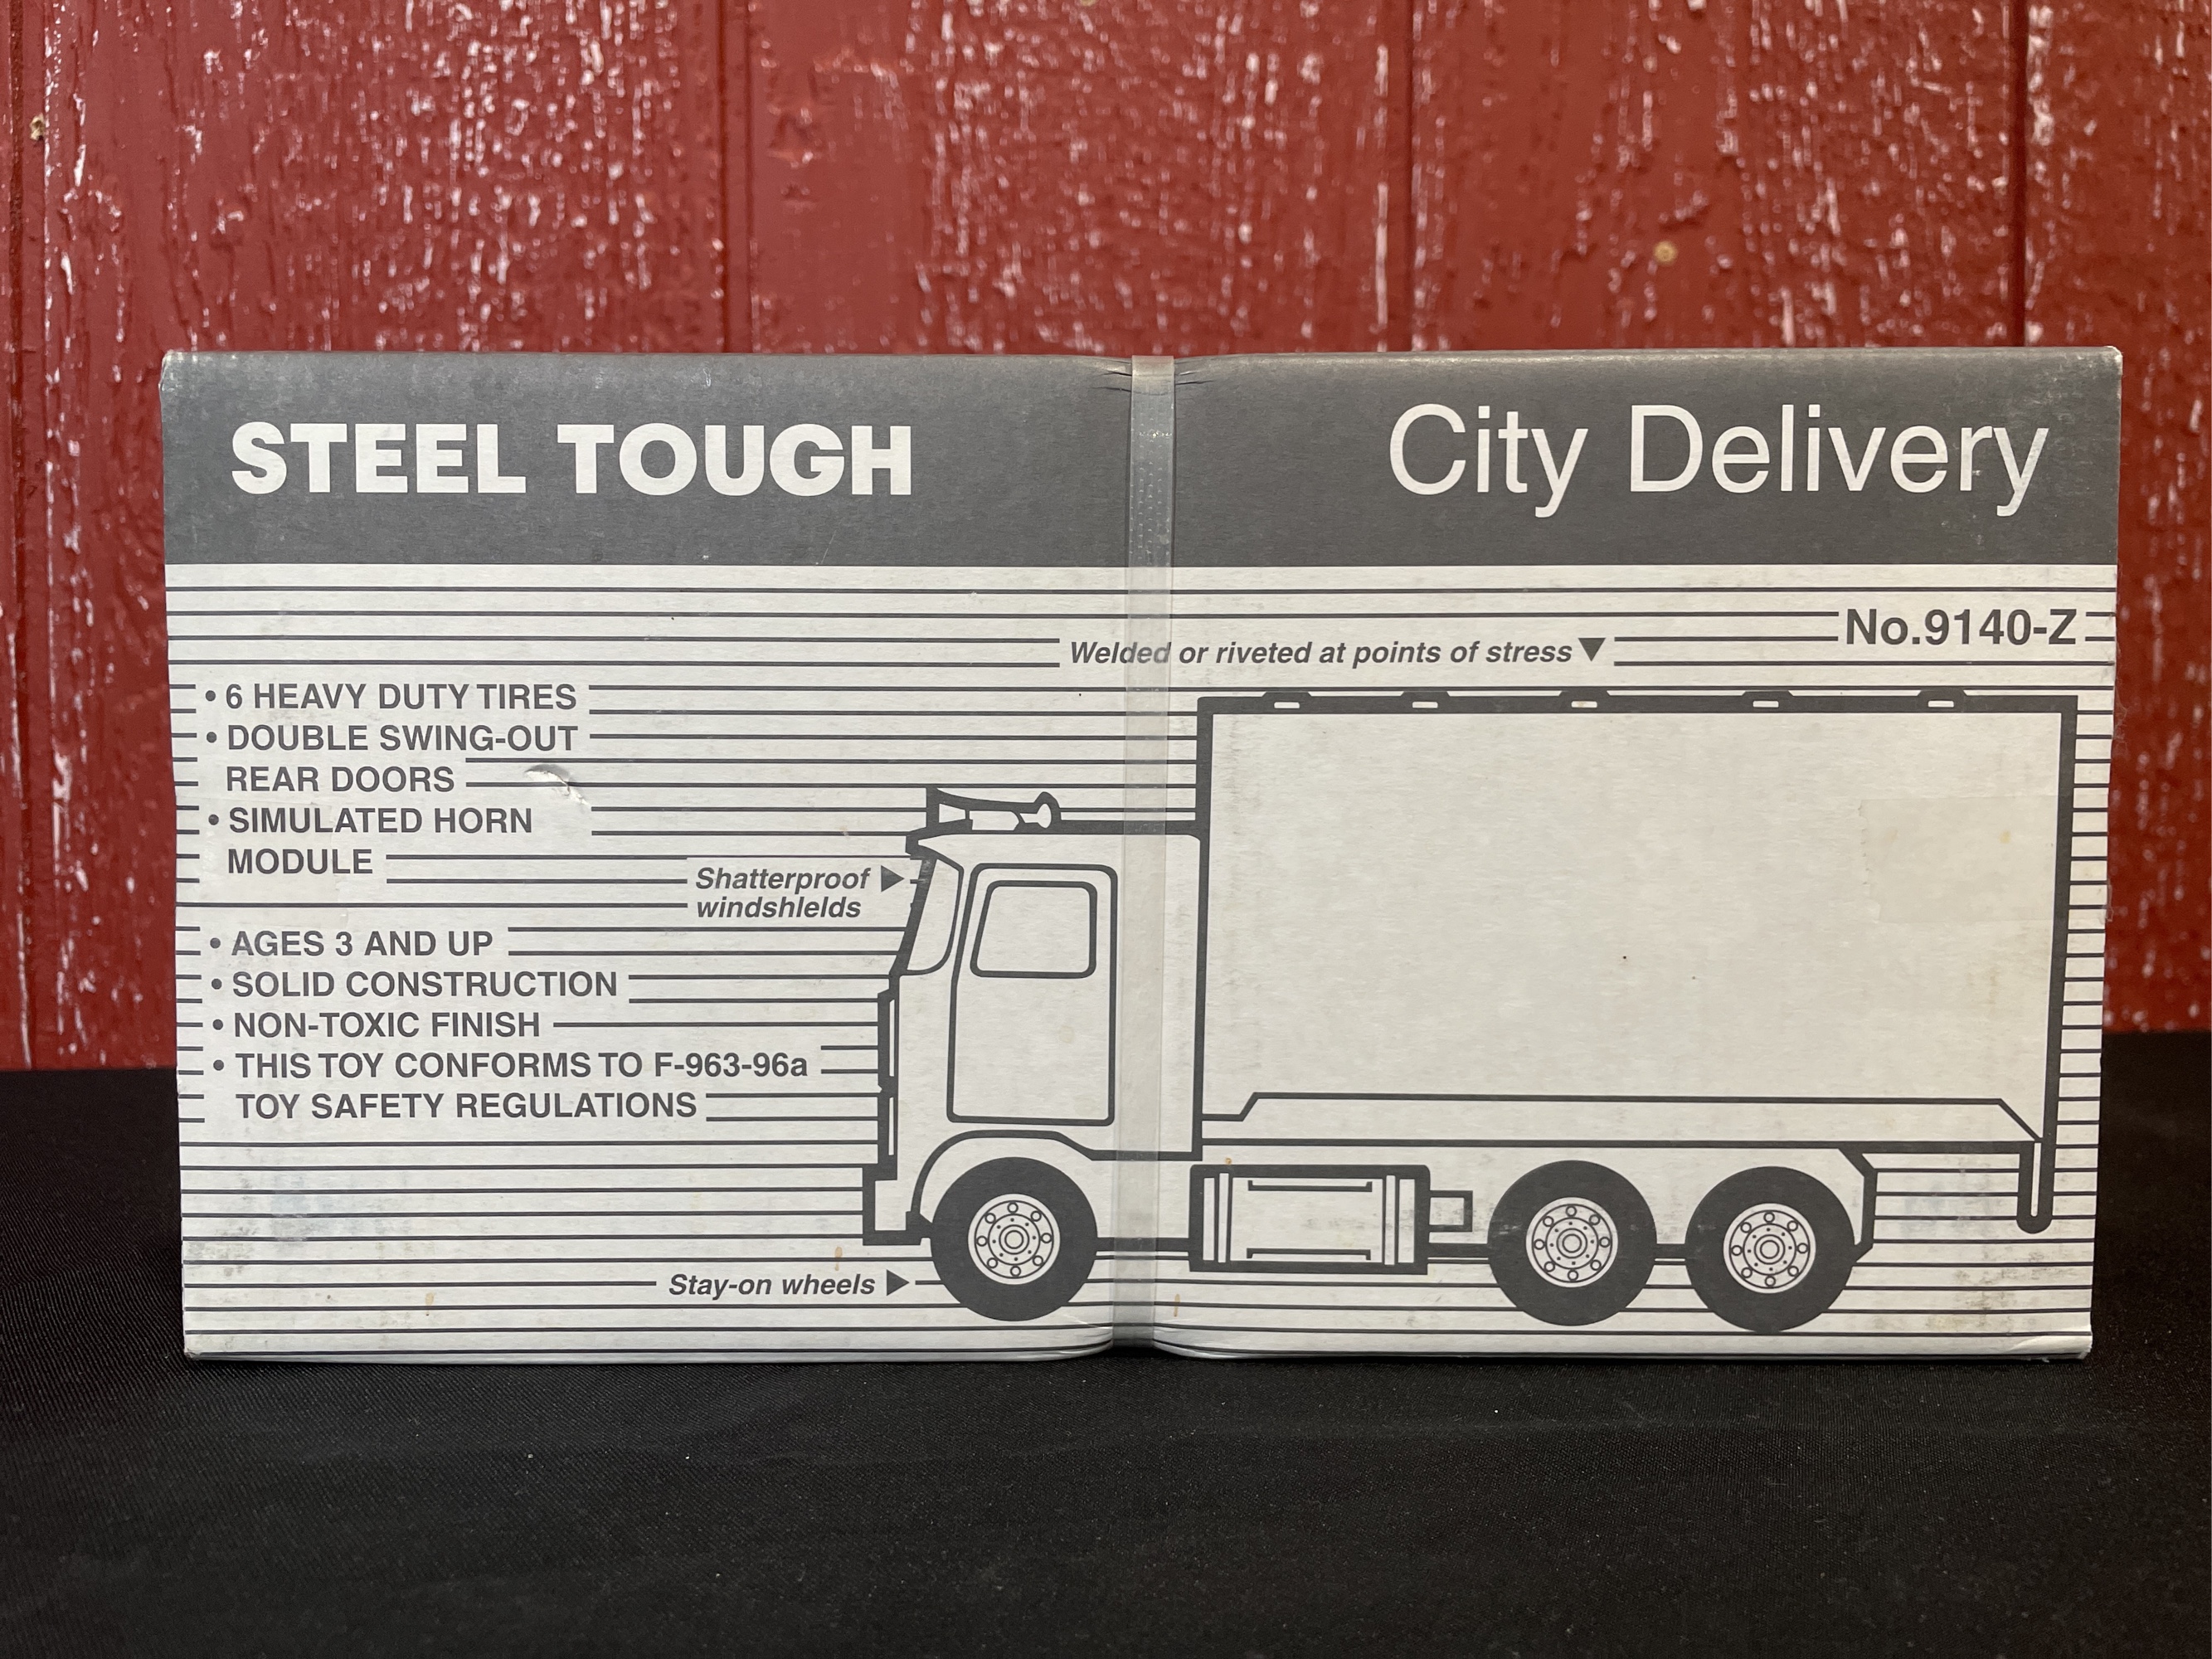 STEEL TOUGH
City Delivery
No.9140-Z
Welded or riveted at points of stress
• 6 HEAVY DUTY TIRES
• DOUBLE SWING-OUT
REAR DOORS
• SIMULATED HORN
MODULE
Shatterproof
windshields
• AGES 3 AND UP
• SOLID CONSTRUCTION
• NON-TOXIC FINISH
• THIS TOY CONFORMS TO F-963-96a
TOY SAFETY REGULATIONS
Stay-on wheels